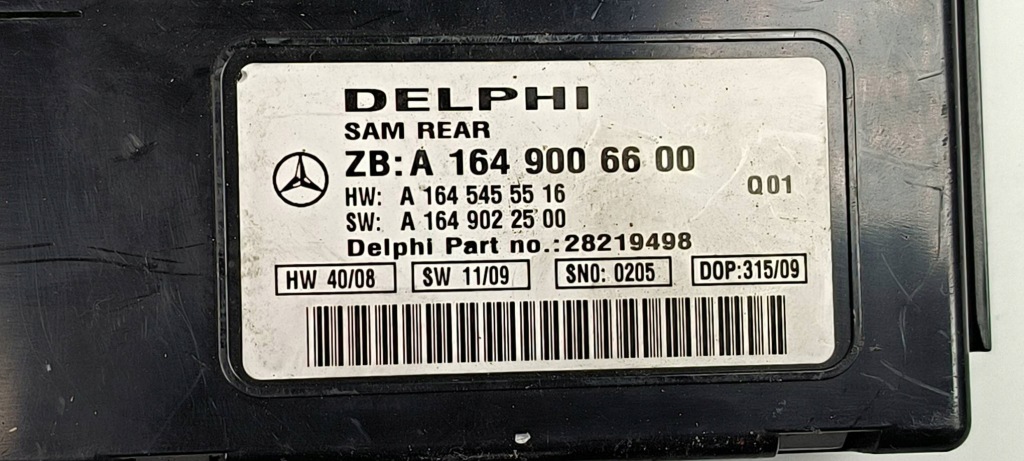 DELPHI
SAM REAR
ZB: A 164 900 66 00
HW: A 164 545 55 16
SW: A 164 902 25 00
Q01
Delphi Part no.: 28219498
HW 40/08 SW 11/09 SNO: 0205 DOP:315/09